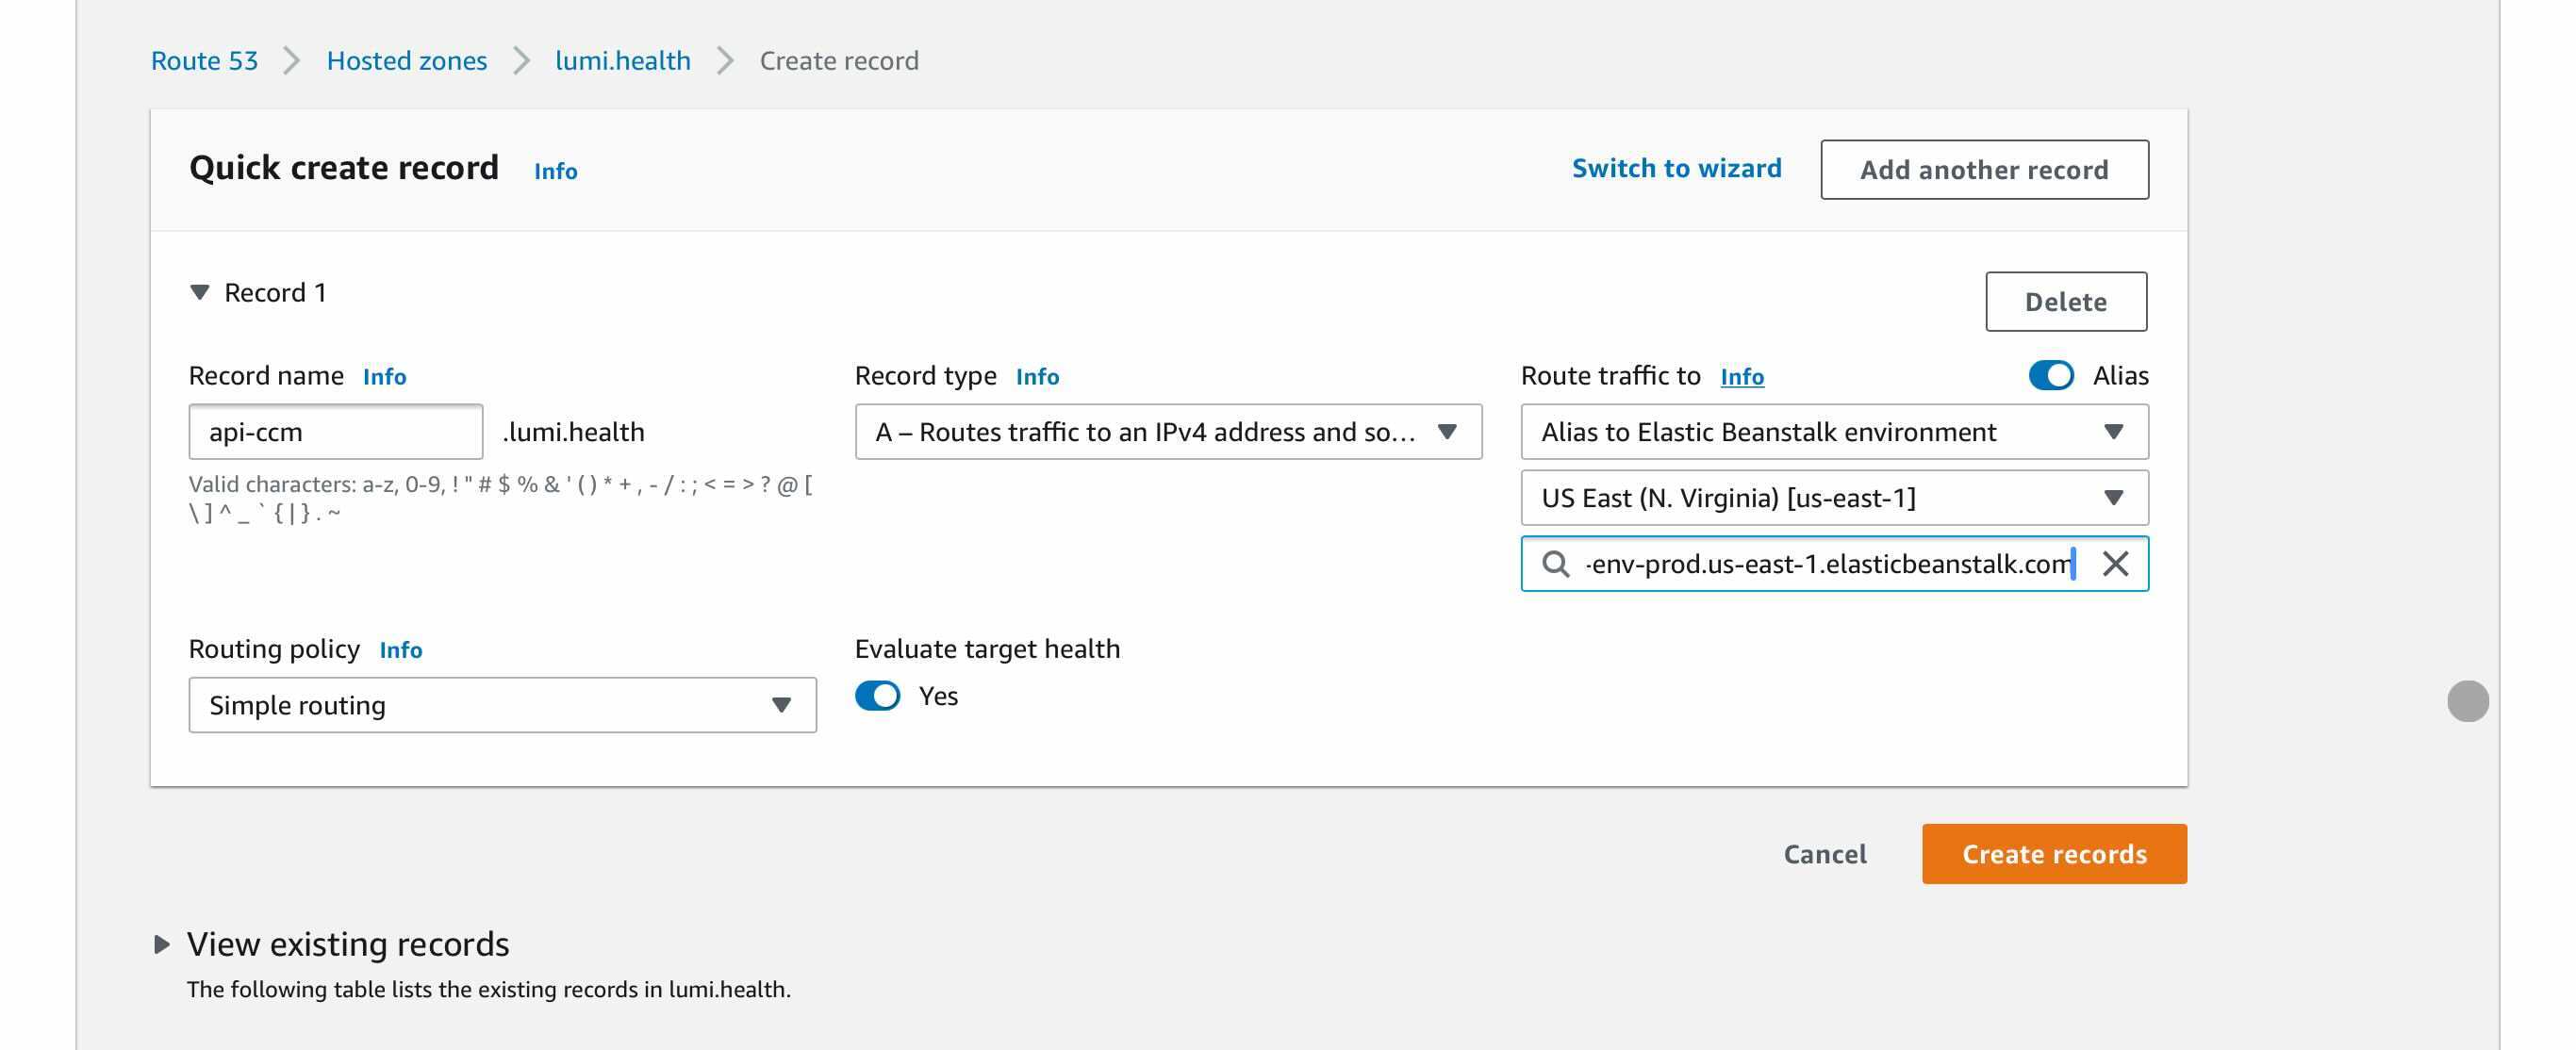 Route 53 Hosted zones lumi.health Create record
Quick create record Info Switch to wizard Add another record
Record 1 Delete
Record name Info Record type Info Route traffic to Info Alias
api-ccm .lumi.health A – Routes traffic to an IPv4 address and so... Alias to Elastic Beanstalk environment
Valid characters: a-z, 0-9, ! " # $ % & ' ( ) * + , - / : ; < = > ? @ [
\ ] ^ _ ` { | } . ~
US East (N. Virginia) [us-east-1]
-env-prod.us-east-1.elasticbeanstalk.com
Routing policy Info Evaluate target health
Simple routing Yes
Cancel Create records
View existing records
The following table lists the existing records in lumi.health.